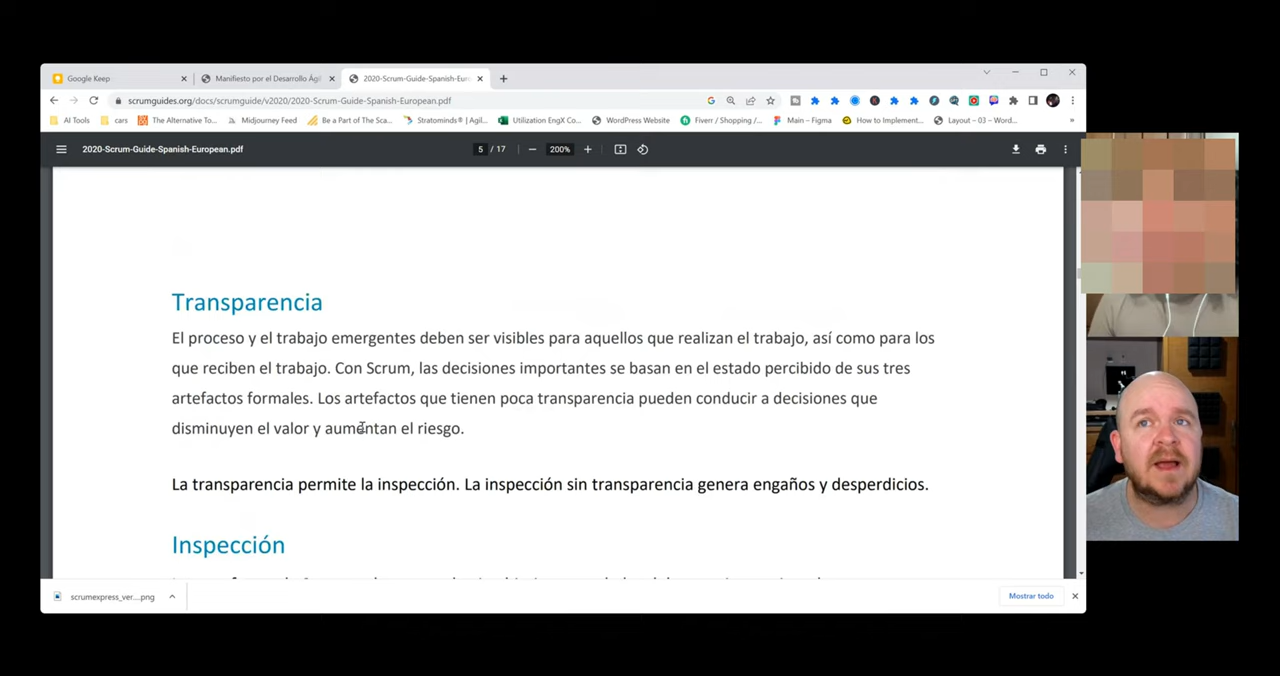 Google Keep
Manifiesto por el Desarrollo Ág
2020-Scrum-Guide-Spanish-Euro
scrumguides.org/docs/scrumguide/v2020/2020-Scrum-Guide-Spanish-European.pdf
AI Tools cars The Alternative To... Midjourney Feed Be a Part of The Sca... Stratominds® | Agil... Utilization EngX Co... WordPress Website Fiverr / Shopping /... Main – Figma How to Implement... Layout – 03 – Word...
2020-Scrum-Guide-Spanish-European.pdf 5 / 17 200%
Transparencia
El proceso y el trabajo emergentes deben ser visibles para aquellos que realizan el trabajo, así como para los
que reciben el trabajo. Con Scrum, las decisiones importantes se basan en el estado percibido de sus tres
artefactos formales. Los artefactos que tienen poca transparencia pueden conducir a decisiones que
disminuyen el valor y aumentan el riesgo.
La transparencia permite la inspección. La inspección sin transparencia genera engaños y desperdicios.
Inspección
scrumexpress_ver....png
Mostrar todo